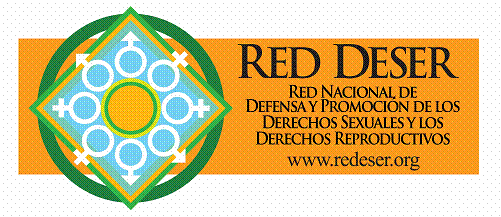 RED DESER
RED NACIONAL DE
DEFENSA Y PROMOCIÓN DE LOS
DERECHOS SEXUALES Y LOS
DERECHOS REPRODUCTIVOS
www.redeser.org